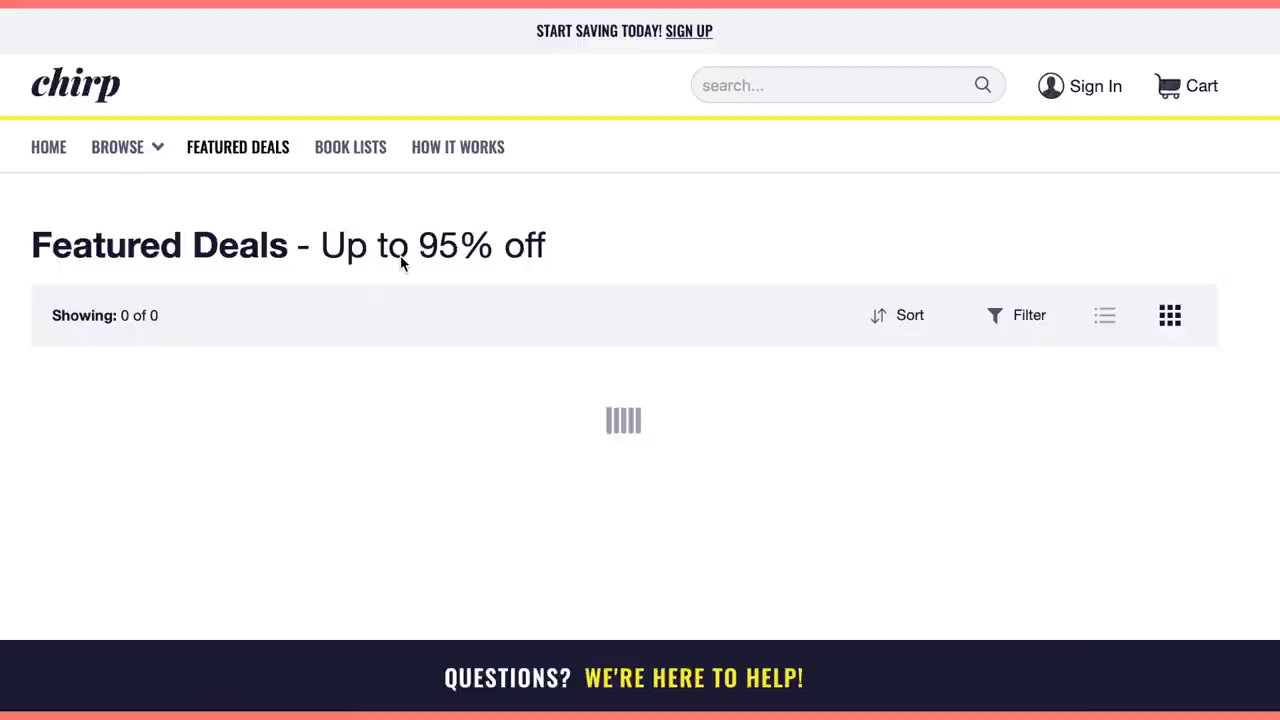 START SAVING TODAY! SIGN UP
chirp
search...
Sign In
Cart
HOME
BROWSE
FEATURED DEALS
BOOK LISTS
HOW IT WORKS
Featured Deals - Up to 95% off
Showing: 0 of 0
Sort
Filter
QUESTIONS? WE'RE HERE TO HELP!